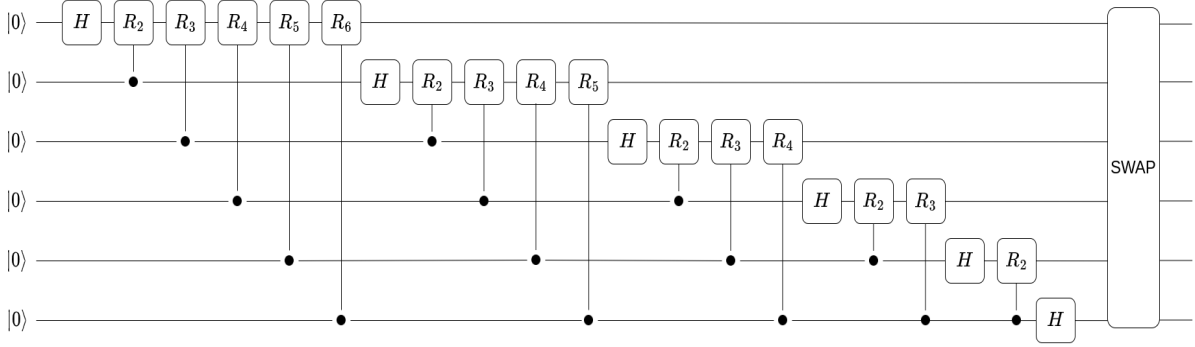 |0⟩ H R₂ R₃ R₄ R₅ R₆
|0⟩ H R₂ R₃ R₄ R₅
|0⟩ H R₂ R₃ R₄
SWAP
|0⟩ H R₂ R₃
|0⟩ H R₂
|0⟩ H